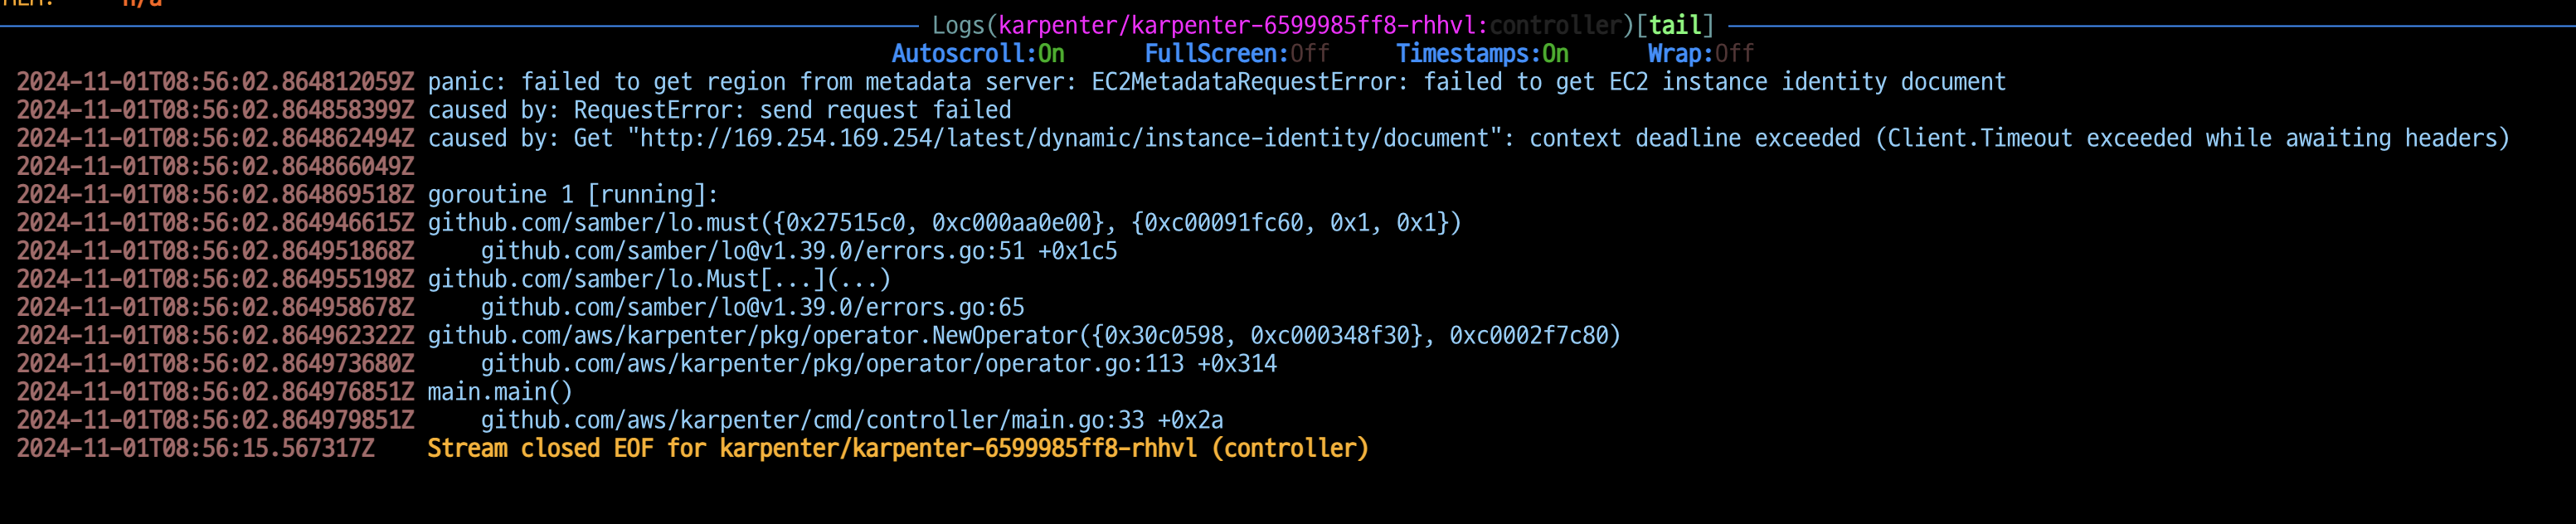 Logs(karpenter/karpenter-6599985ff8-rhhvl:controller)[tail]
Autoscroll:On FullScreen:Off Timestamps:On Wrap:Off
2024-11-01T08:56:02.864812059Z panic: failed to get region from metadata server: EC2MetadataRequestError: failed to get EC2 instance identity document
2024-11-01T08:56:02.864858399Z caused by: RequestError: send request failed
2024-11-01T08:56:02.864862494Z caused by: Get "http://169.254.169.254/latest/dynamic/instance-identity/document": context deadline exceeded (Client.Timeout exceeded while awaiting headers)
2024-11-01T08:56:02.864866049Z
2024-11-01T08:56:02.864869518Z goroutine 1 [running]:
2024-11-01T08:56:02.864946615Z github.com/samber/lo.must({0x27515c0, 0xc000aa0e00}, {0xc00091fc60, 0x1, 0x1})
2024-11-01T08:56:02.864951868Z     github.com/samber/lo@v1.39.0/errors.go:51 +0x1c5
2024-11-01T08:56:02.864955198Z github.com/samber/lo.Must[...](...)
2024-11-01T08:56:02.864958678Z     github.com/samber/lo@v1.39.0/errors.go:65
2024-11-01T08:56:02.864962322Z github.com/aws/karpenter/pkg/operator.NewOperator({0x30c0598, 0xc000348f30}, 0xc0002f7c80)
2024-11-01T08:56:02.864973680Z     github.com/aws/karpenter/pkg/operator/operator.go:113 +0x314
2024-11-01T08:56:02.864976851Z main.main()
2024-11-01T08:56:02.864979851Z     github.com/aws/karpenter/cmd/controller/main.go:33 +0x2a
2024-11-01T08:56:15.567317Z    Stream closed EOF for karpenter/karpenter-6599985ff8-rhhvl (controller)